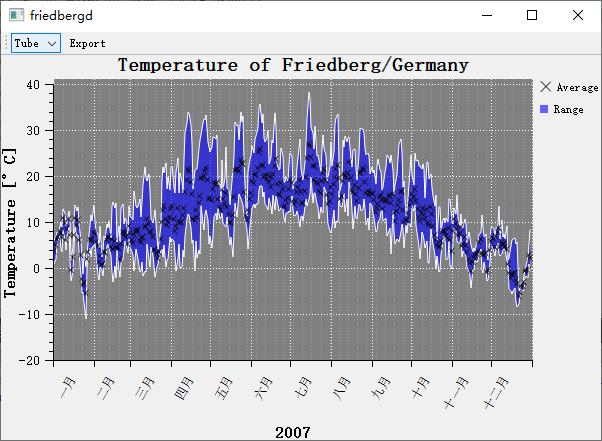 friedbergd
Tube Export
Temperature of Friedberg/Germany
Average
Range
Temperature [° C]
40
30
20
10
0
-10
-20
一月 二月 三月 四月 五月 六月 七月 八月 九月 十月 十一月 十二月
2007